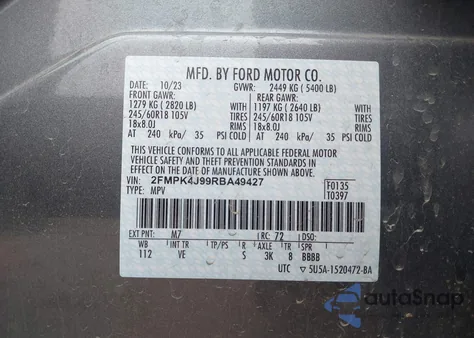 MFD. BY FORD MOTOR CO.
10/23 GVWR: 2449 KG (5400 LB)
FRONT GAWR: REAR GAWR:
1279 KG (2820 LB) 1197 KG (2640 LB)
245/60R18 105V TIRES 245/60R18 105V TIRES
18x8.0J RIMS 18x8.0J RIMS
AT 240 kPa/ 35 PSI COLD AT 240 kPa/ 35 PSI COLD
THIS VEHICLE CONFORMS TO ALL APPLICABLE FEDERAL MOTOR
VEHICLE SAFETY AND THEFT PREVENTION STANDARDS IN
EFFECT ON THE DATE OF MANUFACTURE SHOWN ABOVE.
VIN: 2FMPK4J99RBA49427 F0135
TYPE: MPV T0397
EXT PNT: M7 RC: 72 DSO:
WB INT TR TP/PS R AXLE TR SPR
112 VE S 3K 8 BBBB
UTC ▽5U5A-1520472-BA
autoSnap